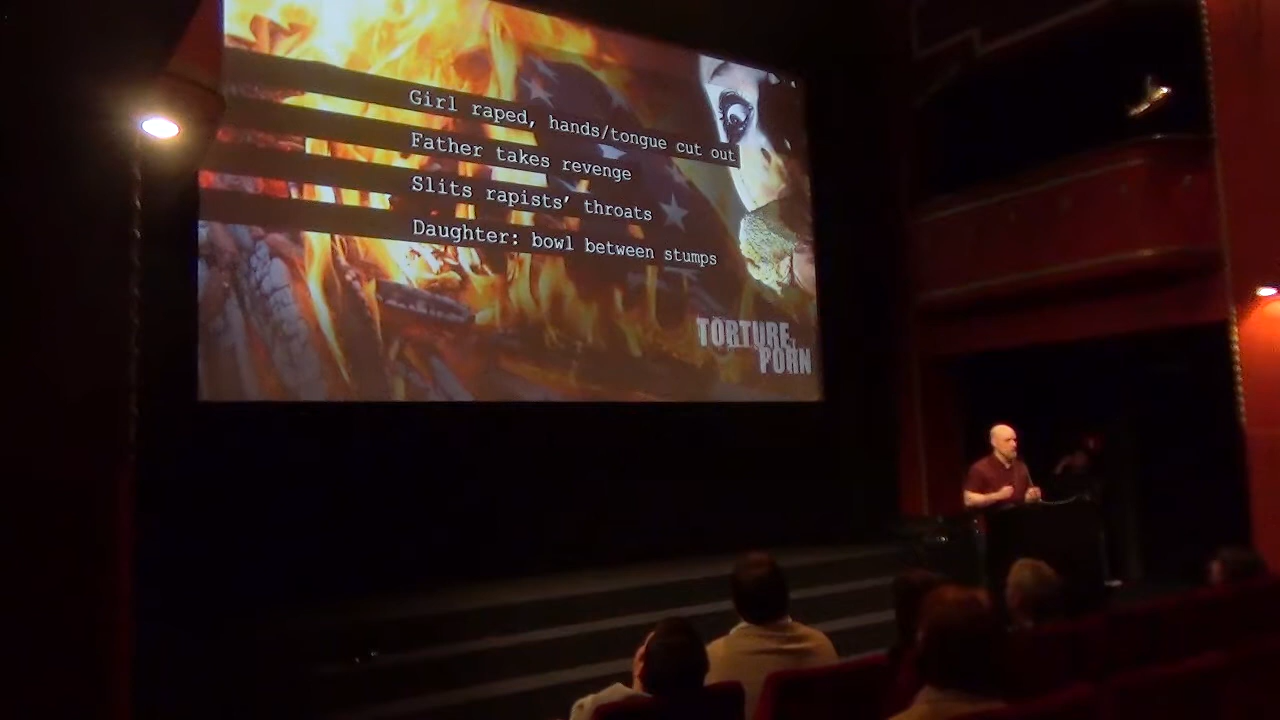 Girl raped, hands/tongue cut out
Father takes revenge
Slits rapists’ throats
Daughter: bowl between stumps
TORTURE
PORN